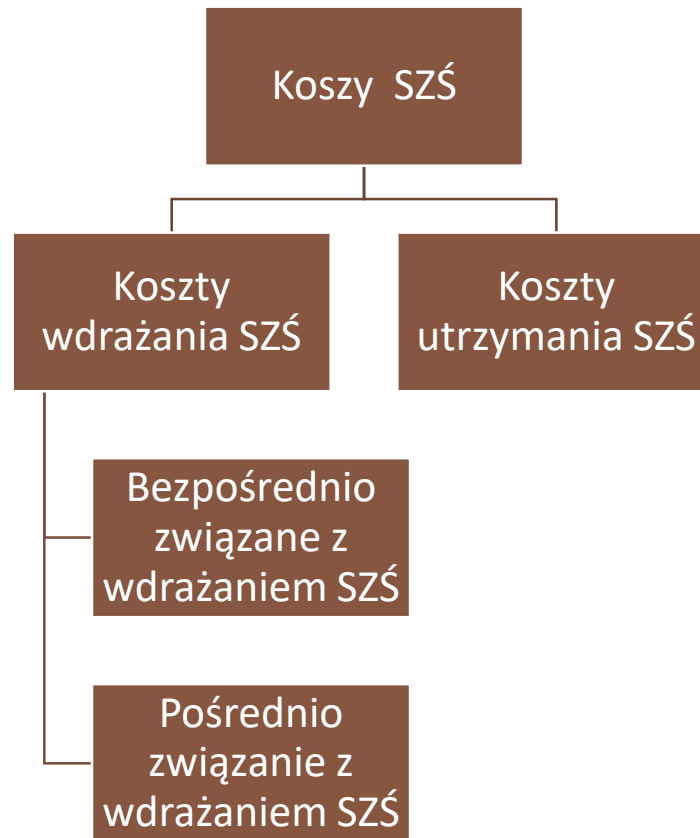 Koszy SZŚ
Koszty
wdrażania SZŚ
Koszty
utrzymania SZŚ
Bezpośrednio
związane z
wdrażaniem SZŚ
Pośrednio
związanie z
wdrażaniem SZŚ